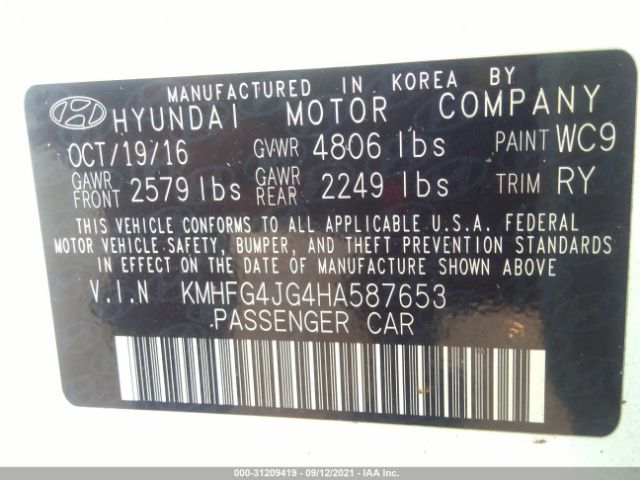 MANUFACTURED IN KOREA BY
HYUNDAI MOTOR COMPANY
OCT/19/16 GVWR 4806 lbs PAINT WC9
GAWR FRONT 2579 lbs GAWR REAR 2249 lbs TRIM RY
THIS VEHICLE CONFORMS TO ALL APPLICABLE U.S.A. FEDERAL
MOTOR VEHICLE SAFETY, BUMPER, AND THEFT PREVENTION STANDARDS
IN EFFECT ON THE DATE OF MANUFACTURE SHOWN ABOVE
V.I.N KMHFG4JG4HA587653
PASSENGER CAR
000-31209419 - 09/12/2021 - IAA Inc.